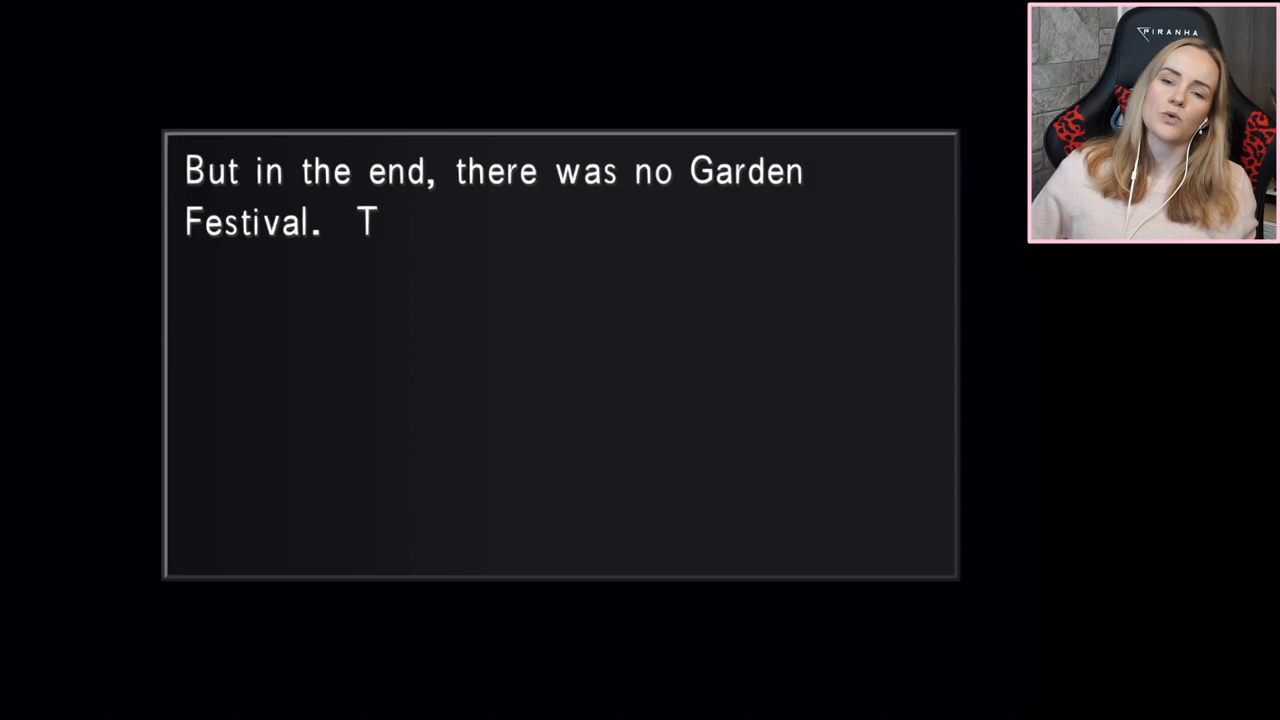 But in the end, there was no Garden
Festival. T
PIRANHA